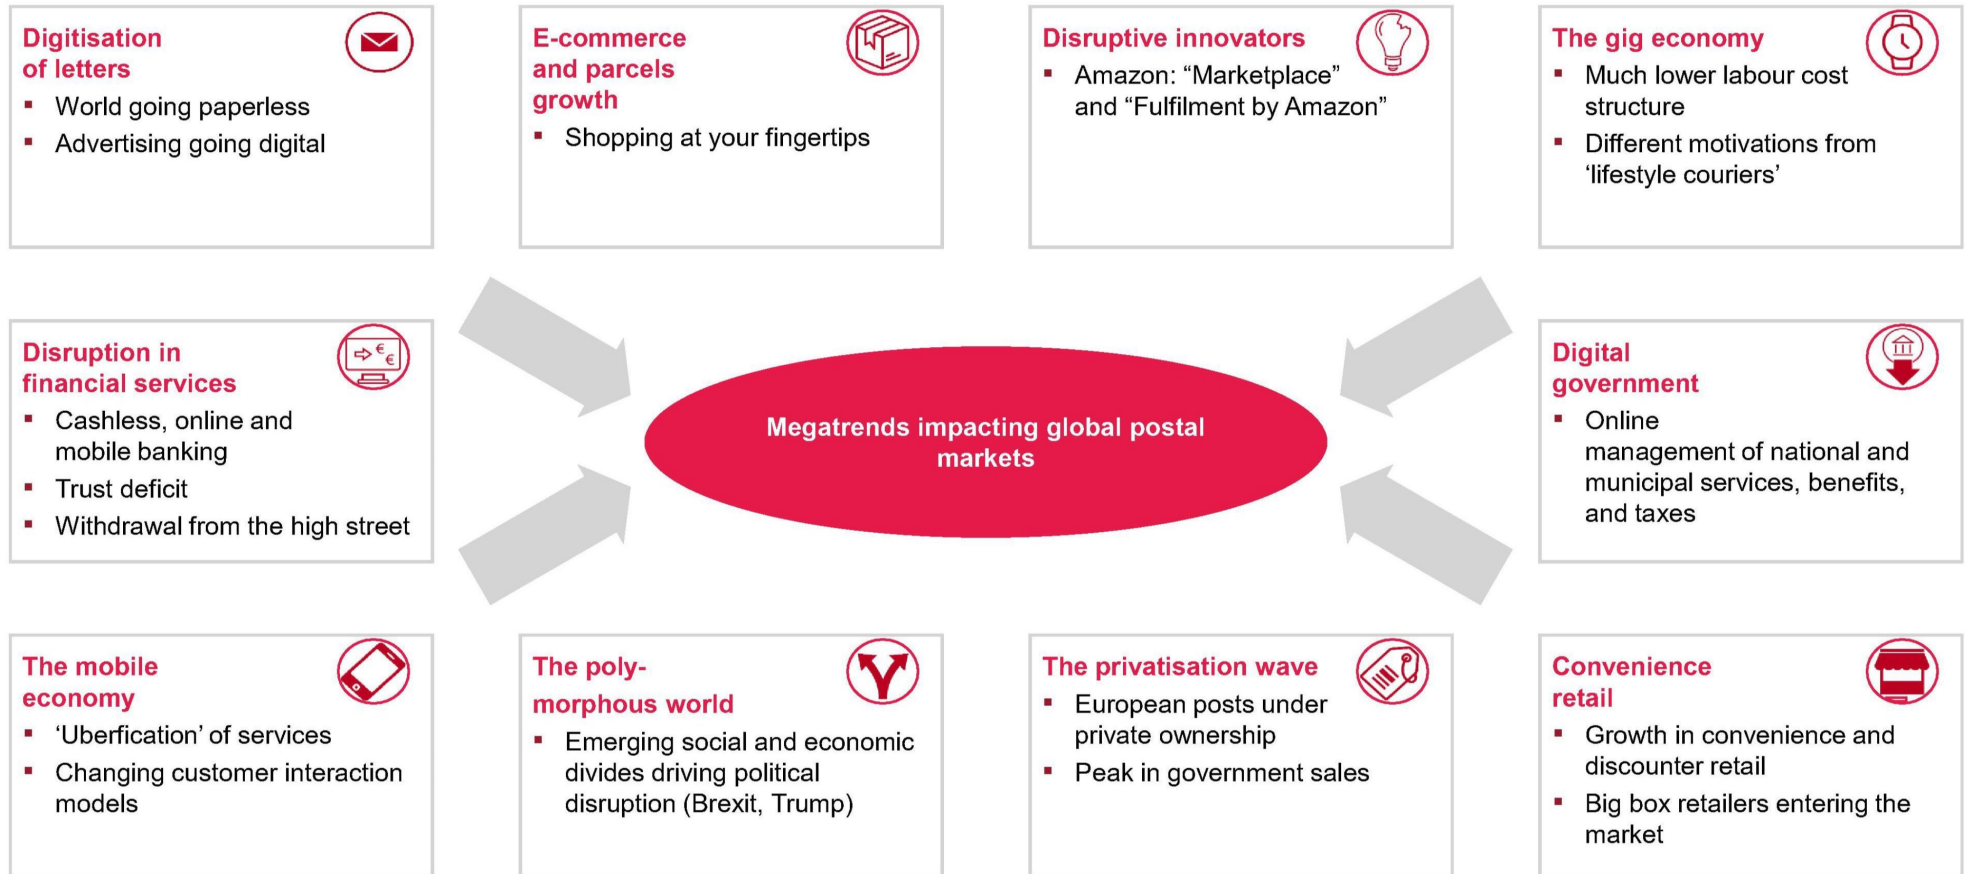 Digitisation
of letters
▪ World going paperless
▪ Advertising going digital
E-commerce
and parcels
growth
▪ Shopping at your fingertips
Disruptive innovators
▪ Amazon: “Marketplace”
and “Fulfilment by Amazon”
The gig economy
▪ Much lower labour cost
structure
▪ Different motivations from
‘lifestyle couriers’
Disruption in
financial services
▪ Cashless, online and
mobile banking
▪ Trust deficit
▪ Withdrawal from the high street
€
€
Megatrends impacting global postal
markets
Digital
government
▪ Online
management of national and
municipal services, benefits,
and taxes
The mobile
economy
▪ ‘Uberfication’ of services
▪ Changing customer interaction
models
The poly-
morphous world
▪ Emerging social and economic
divides driving political
disruption (Brexit, Trump)
The privatisation wave
▪ European posts under
private ownership
▪ Peak in government sales
Convenience
retail
▪ Growth in convenience and
discounter retail
▪ Big box retailers entering the
market